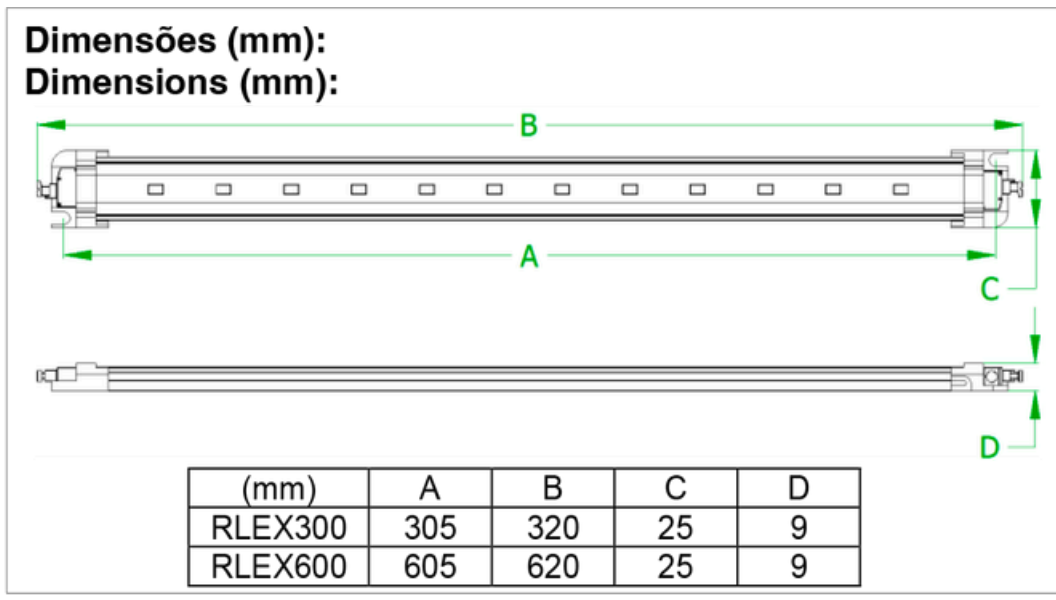 Dimensões (mm):
Dimensions (mm):
B
A
C
D
(mm) A B C D
RLEX300 305 320 25 9
RLEX600 605 620 25 9